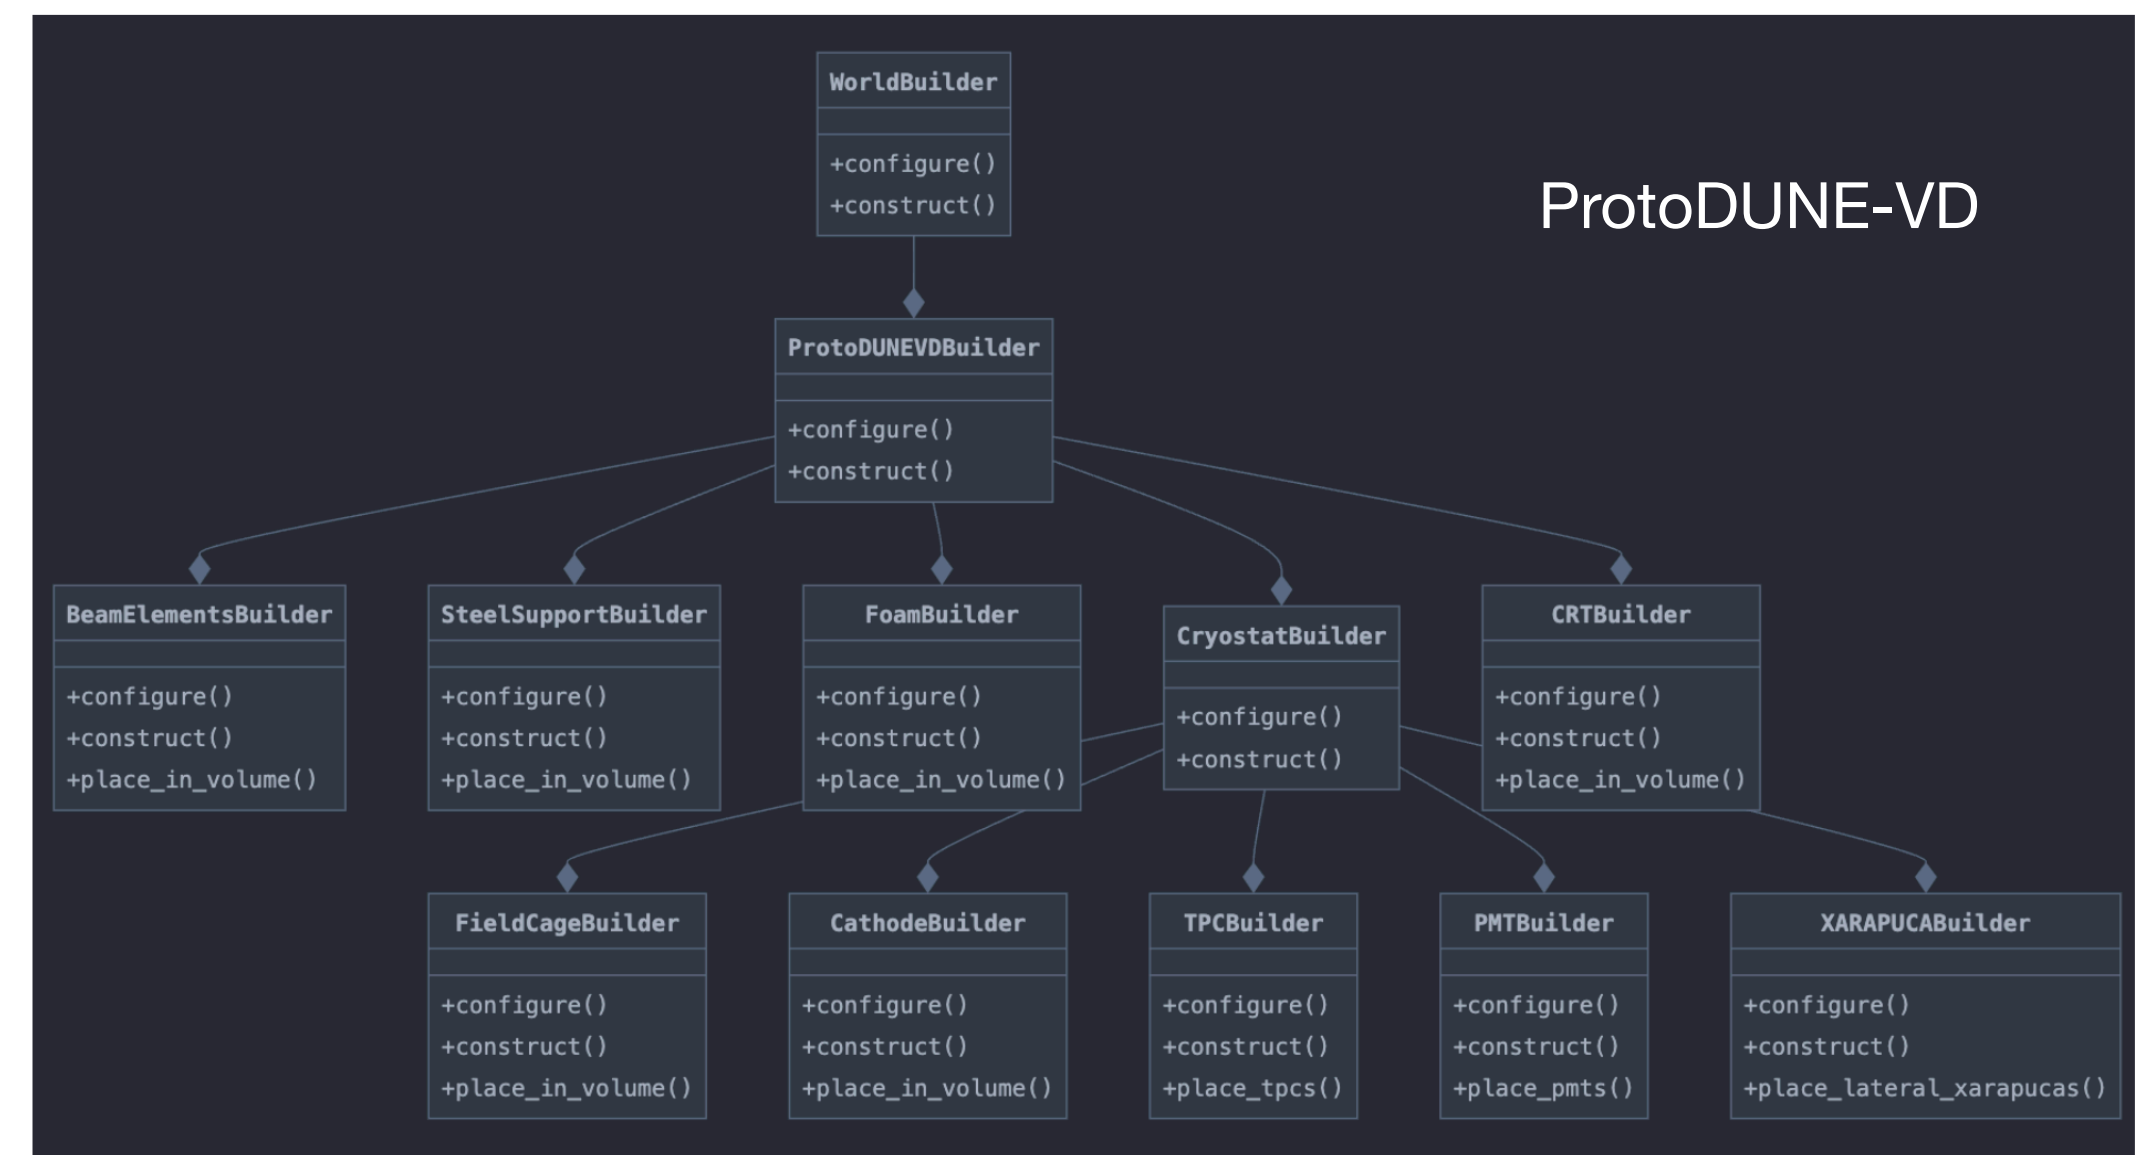 WorldBuilder
+configure()
+construct()
ProtoDUNE-VD
ProtoDUNEVDBuilder
+configure()
+construct()
BeamElementsBuilder
+configure()
+construct()
+place_in_volume()
SteelSupportBuilder
+configure()
+construct()
+place_in_volume()
FoamBuilder
+configure()
+construct()
+place_in_volume()
CryostatBuilder
+configure()
+construct()
CRTBuilder
+configure()
+construct()
+place_in_volume()
FieldCageBuilder
+configure()
+construct()
+place_in_volume()
CathodeBuilder
+configure()
+construct()
+place_in_volume()
TPCBuilder
+configure()
+construct()
+place_tpcs()
PMTBuilder
+configure()
+construct()
+place_pmts()
XARAPUCABuilder
+configure()
+construct()
+place_lateral_xarapucas()